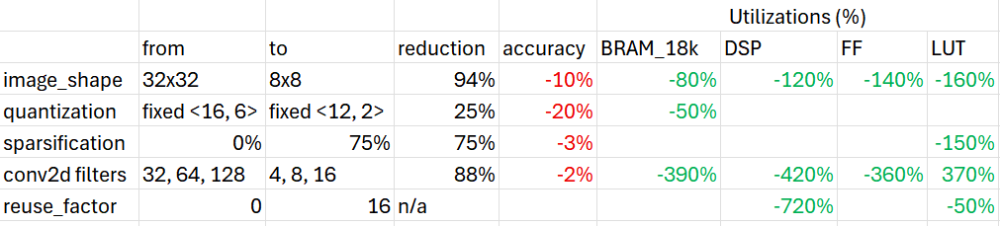 Utilizations (%)
from to reduction accuracy BRAM_18k DSP FF LUT
image_shape 32x32 8x8 94% -10% -80% -120% -140% -160%
quantization fixed <16, 6> fixed <12, 2> 25% -20% -50%
sparsification 0% 75% 75% -3% -150%
conv2d filters 32, 64, 128 4, 8, 16 88% -2% -390% -420% -360% 370%
reuse_factor 0 16 n/a -720% -50%